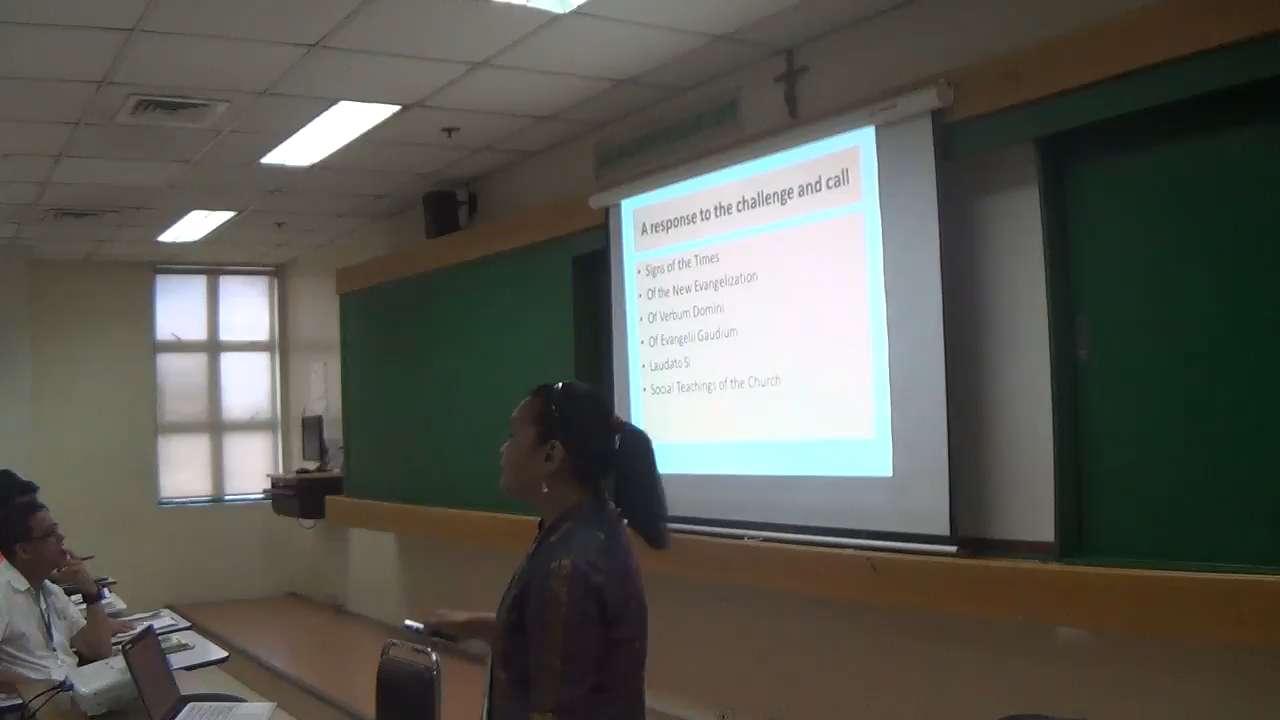 A response to the challenge and call
• Signs of the Times
• Of the New Evangelization
• Of Verbum Domini
• Of Evangelii Gaudium
• Laudato Si
• Social Teachings of the Church